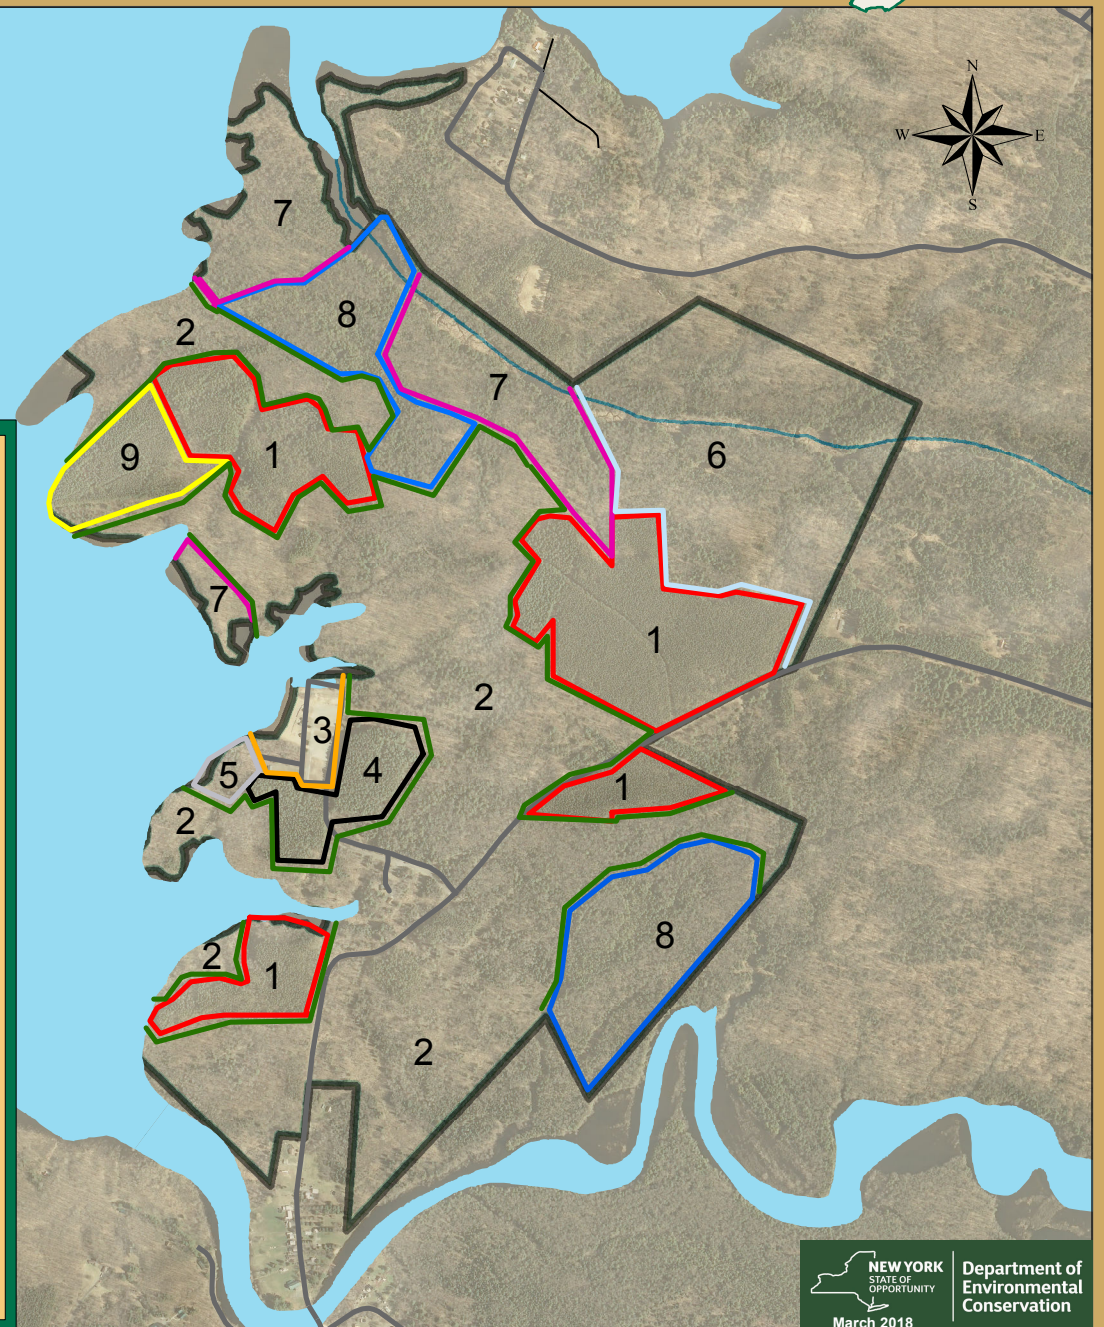 N
W E
S
7
8
2
7
6
9
1
7
1
2
3
4
5
1
2
8
2
1
2
NEW YORK
STATE OF
OPPORTUNITY
Department of
Environmental
Conservation
March 2018